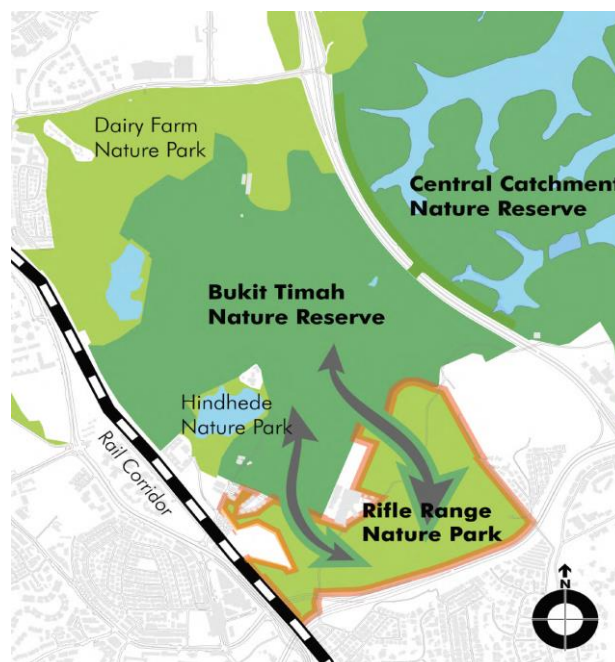 Dairy Farm
Nature Park
Central Catchment
Nature Reserve
Bukit Timah
Nature Reserve
Hindhede
Nature Park
Rail Corridor
Rifle Range
Nature Park
N